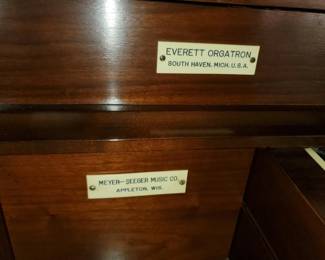 EVERETT ORGATRON
SOUTH HAVEN, MICH. U.S.A.
MEYER-SEEGER MUSIC CO.
APPLETON, WIS.